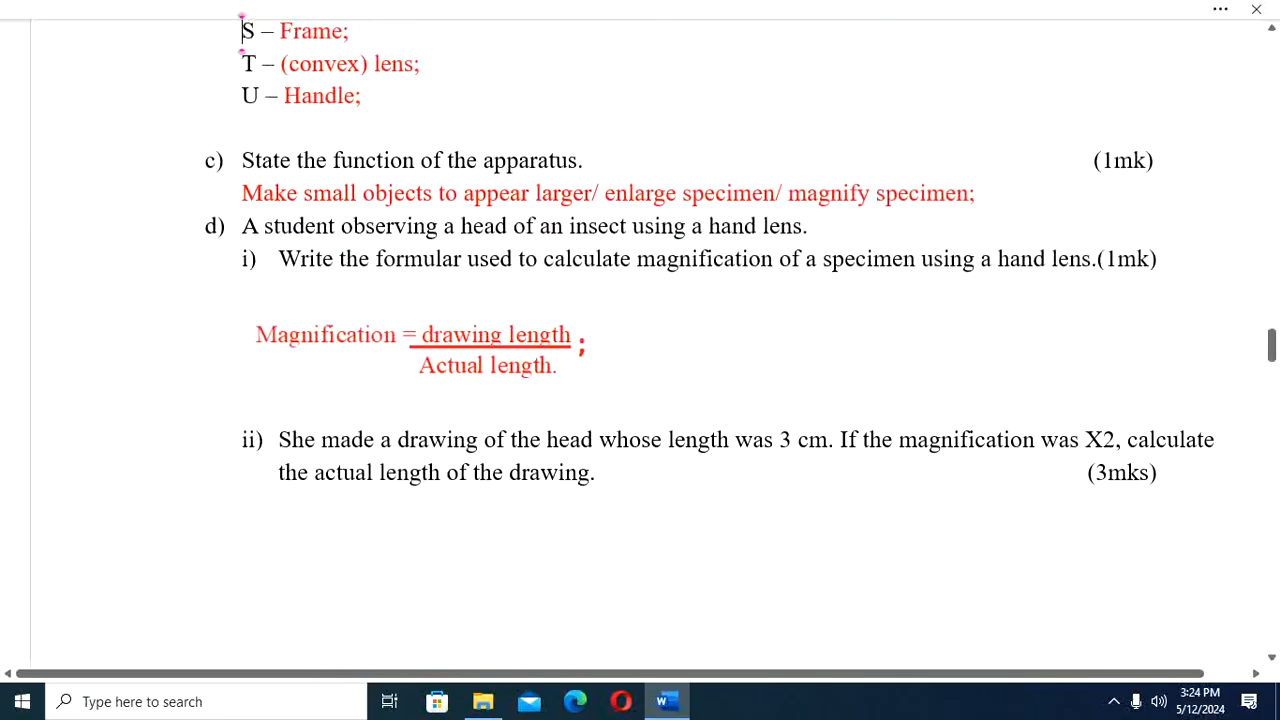 S – Frame;
T – (convex) lens;
U – Handle;
c) State the function of the apparatus. (1mk)
Make small objects to appear larger/ enlarge specimen/ magnify specimen;
d) A student observing a head of an insect using a hand lens.
i) Write the formular used to calculate magnification of a specimen using a hand lens.(1mk)
Magnification = drawing length ;
Actual length.
ii) She made a drawing of the head whose length was 3 cm. If the magnification was X2, calculate
the actual length of the drawing. (3mks)
Type here to search
3:24 PM
5/12/2024